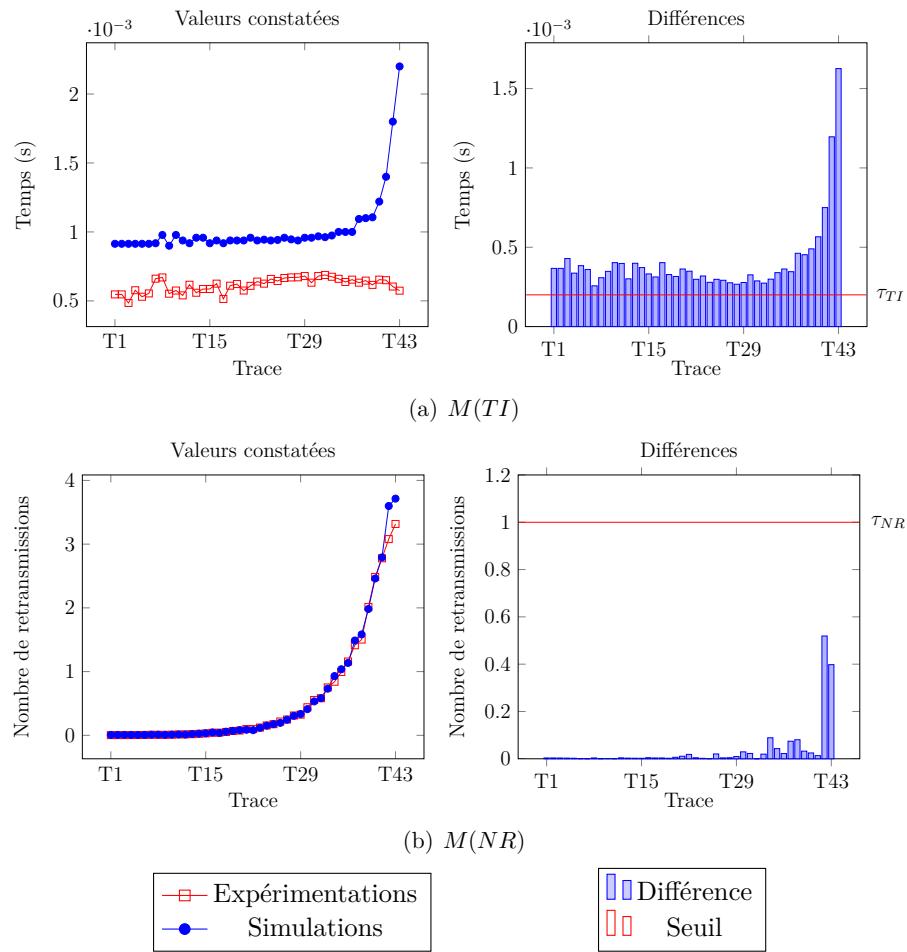 Valeurs constatées
·10−3
Temps (s)
2
1.5
1
0.5
T1 T15 T29 T43
Trace
Différences
·10−3
Temps (s)
1.5
1
0.5
0
τTI
T1 T15 T29 T43
Trace
(a) M(TI)
Valeurs constatées
Nombre de retransmissions
4
3
2
1
0
T1 T15 T29 T43
Trace
Différences
Nombre de retransmissions
1.2
1
0.8
0.6
0.4
0.2
0
τNR
T1 T15 T29 T43
Trace
(b) M(NR)
Expérimentations
Simulations
Différence
Seuil